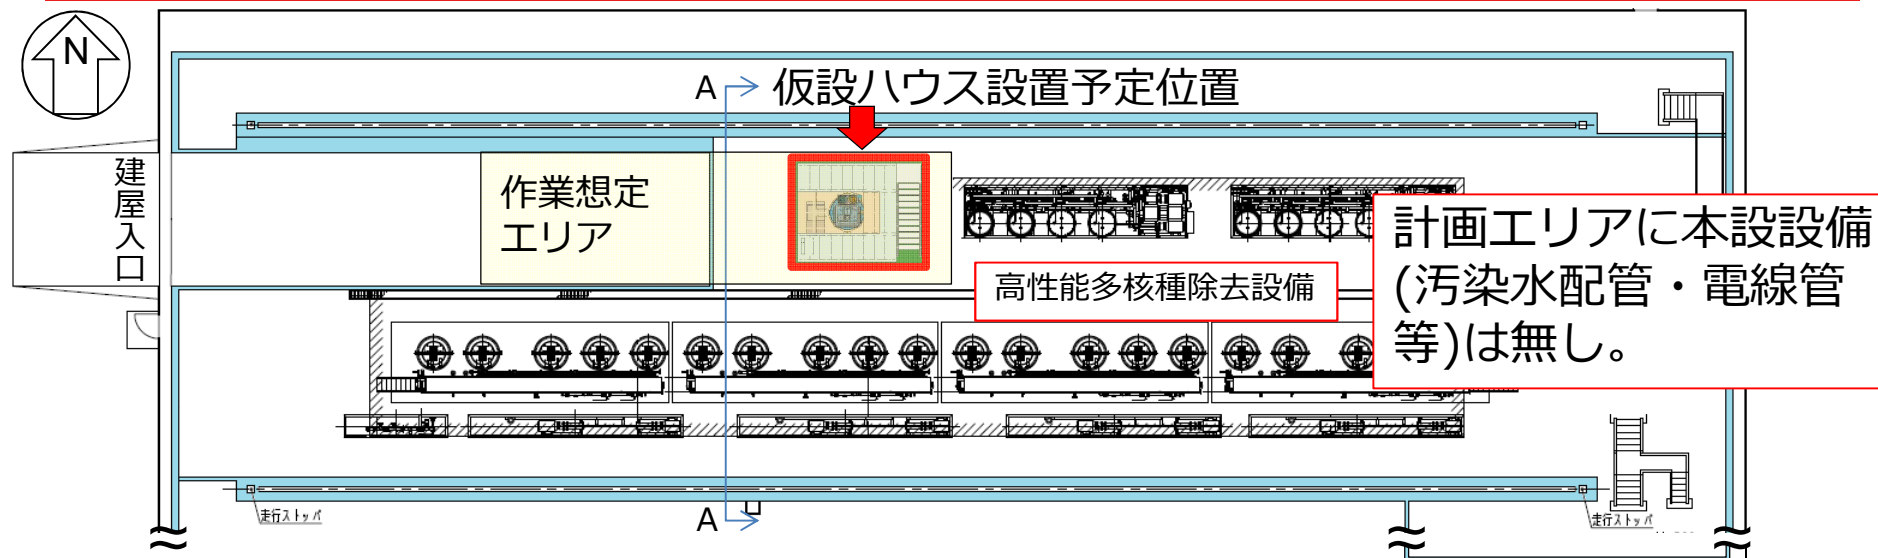 N
A
仮設ハウス設置予定位置
建屋入口
作業想定
エリア
計画エリアに本設設備
(汚染水配管・電線管
等)は無し。
高性能多核種除去設備
走行ストッパ
A
走行ストッパ